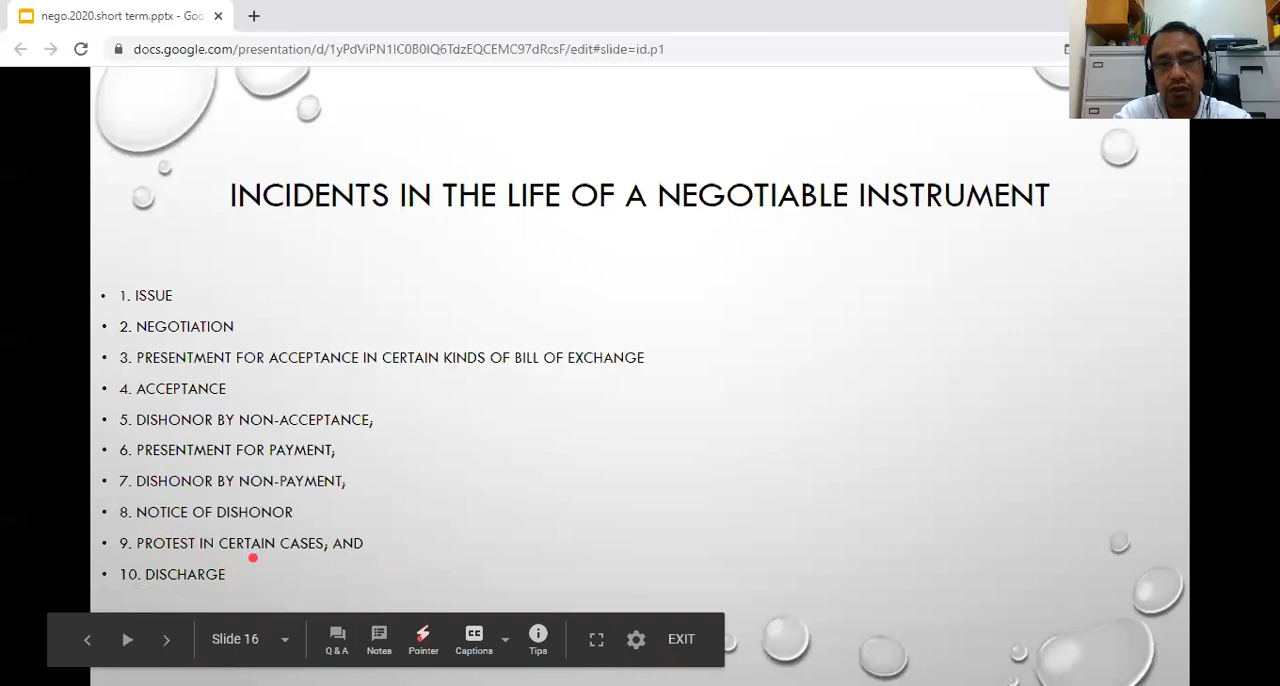 nego.2020.short term.pptx - Goo
docs.google.com/presentation/d/1yPdViPN1lC0B0lQ6TdzEQCEMC97dRcsF/edit#slide=id.p1
INCIDENTS IN THE LIFE OF A NEGOTIABLE INSTRUMENT
• 1. ISSUE
• 2. NEGOTIATION
• 3. PRESENTMENT FOR ACCEPTANCE IN CERTAIN KINDS OF BILL OF EXCHANGE
• 4. ACCEPTANCE
• 5. DISHONOR BY NON-ACCEPTANCE;
• 6. PRESENTMENT FOR PAYMENT;
• 7. DISHONOR BY NON-PAYMENT;
• 8. NOTICE OF DISHONOR
• 9. PROTEST IN CERTAIN CASES; AND
• 10. DISCHARGE
Slide 16
Q & A Notes Pointer Captions Tips EXIT